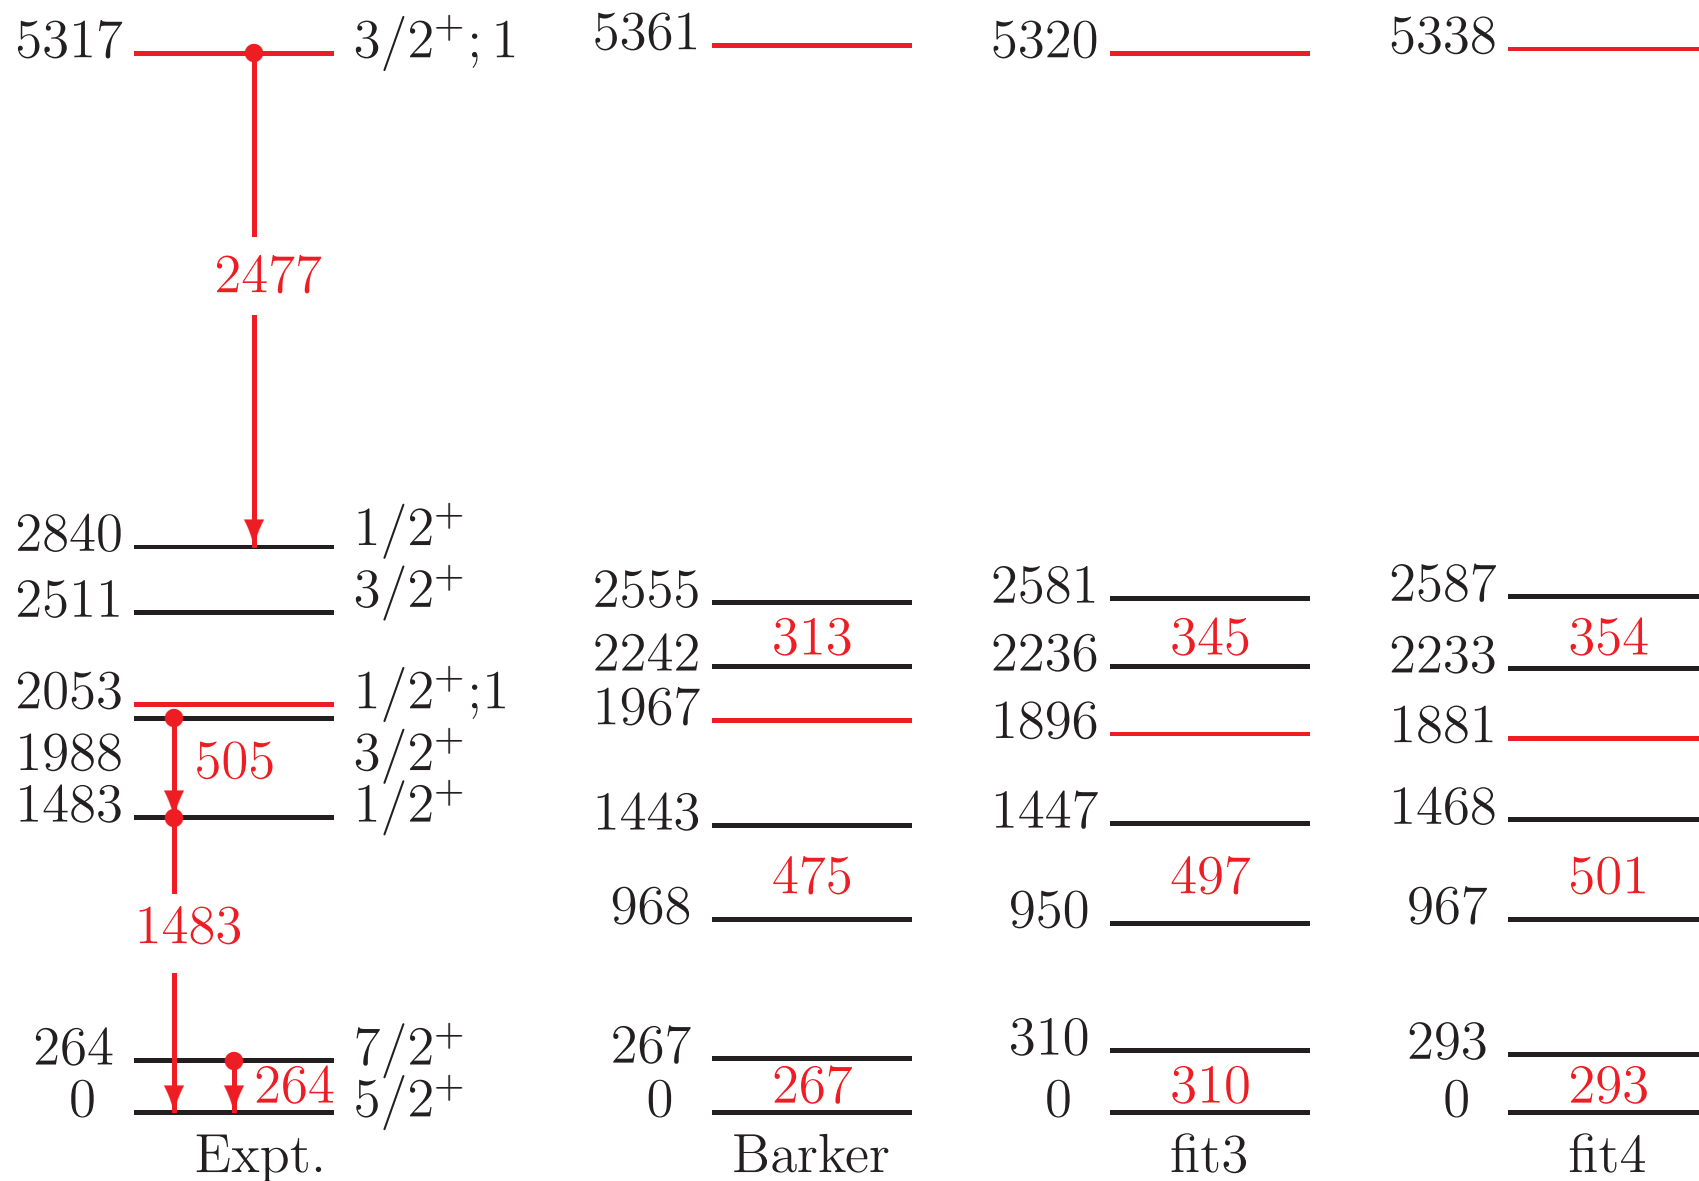 5317 3/2⁺; 1 5361 5320 5338
2477
2840 1/2⁺
2511 3/2⁺ 2555 2581 2587
313 345 354
2242 2236 2233
2053 1/2⁺;1 1967 1896 1881
1988 505 3/2⁺
1483 1/2⁺ 1443 1447 1468
475 497 501
1483 968 950 967
264 7/2⁺ 267 310 293
0 264 5/2⁺ 0 267 0 310 0 293
Expt. Barker fit3 fit4